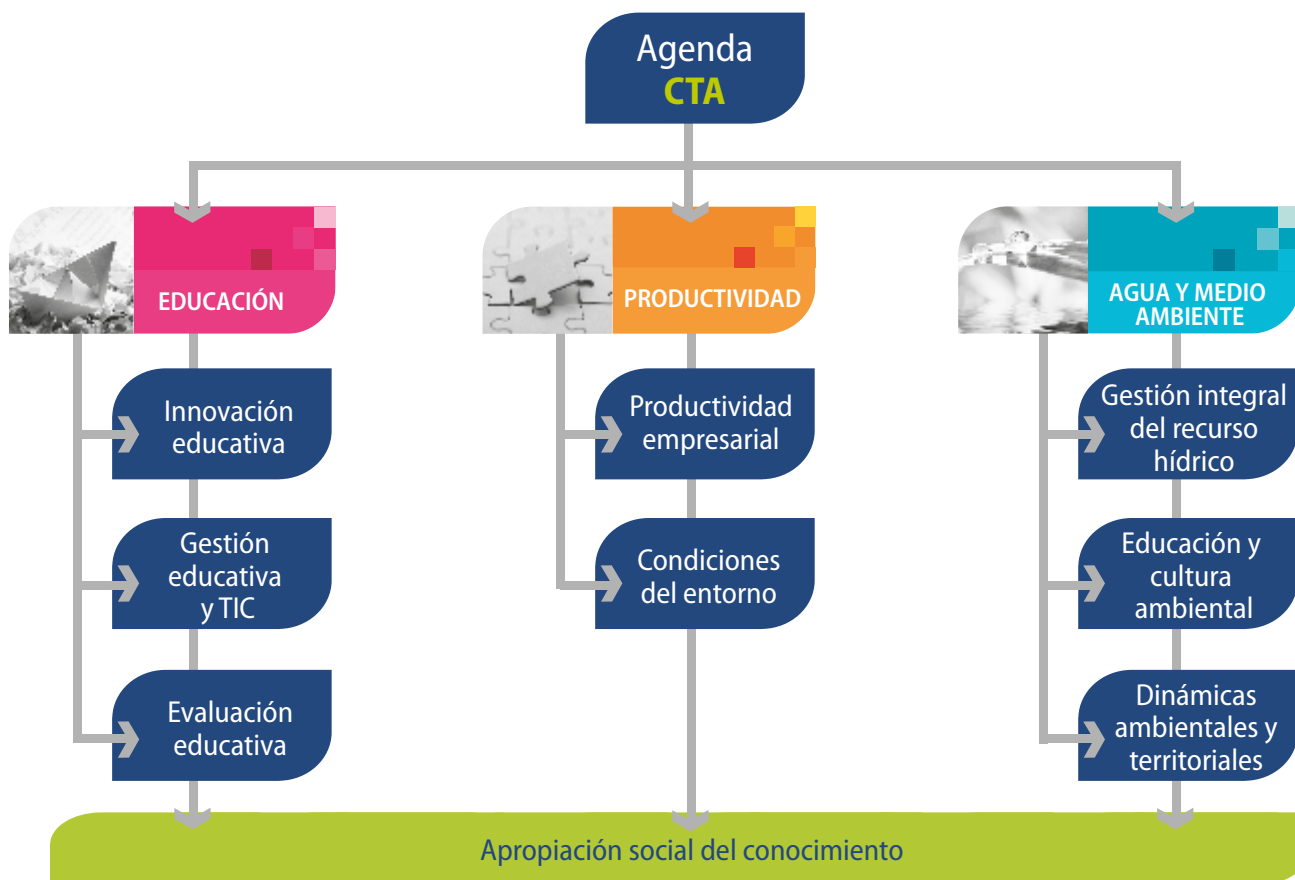 Agenda
CTA
EDUCACIÓN
PRODUCTIVIDAD
AGUA Y MEDIO
AMBIENTE
Innovación
educativa
Gestión
educativa
y TIC
Evaluación
educativa
Productividad
empresarial
Condiciones
del entorno
Gestión integral
del recurso
hídrico
Educación y
cultura
ambiental
Dinámicas
ambientales y
territoriales
Apropiación social del conocimiento